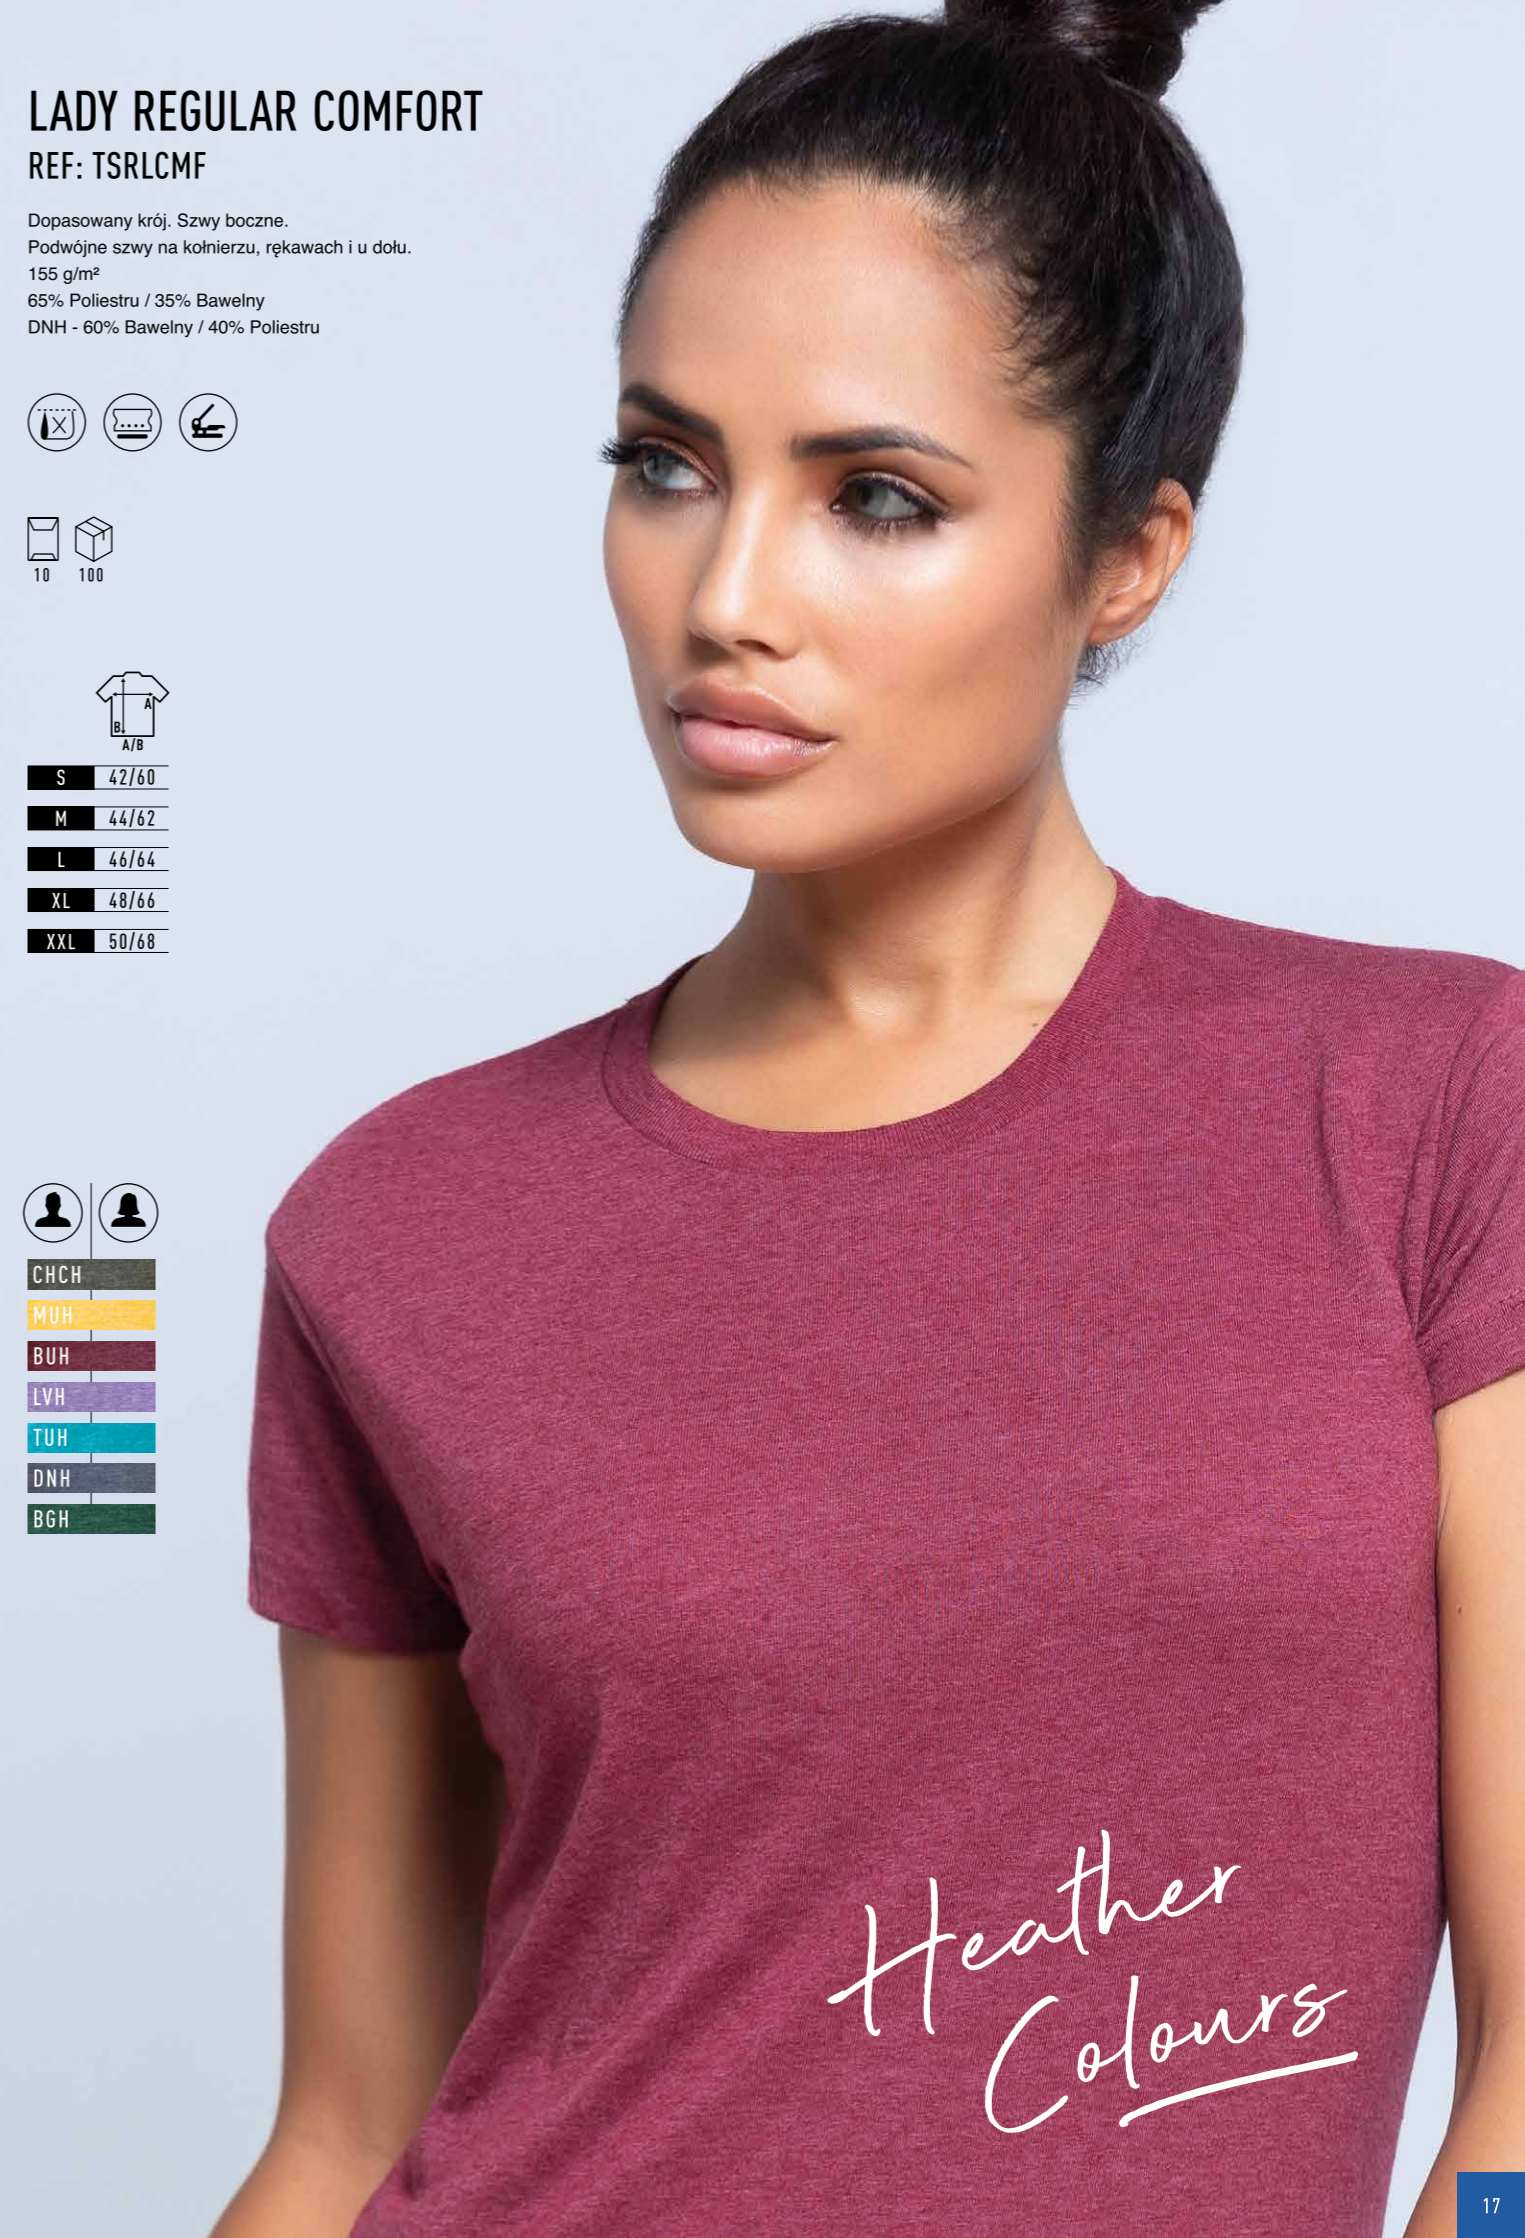 LADY REGULAR COMFORT
REF: TSRLCMF
Dopasowany krój. Szwy boczne.
Podwójne szwy na kołnierzu, rękawach i u dołu.
155 g/m²
65% Poliestru / 35% Bawelny
DNH - 60% Bawelny / 40% Poliestru
10 100
A
B
A/B
S 42/60
M 44/62
L 46/64
XL 48/66
XXL 50/68
CHCH
MUH
BUH
LVH
TUH
DNH
BGH
Heather
Colours
17